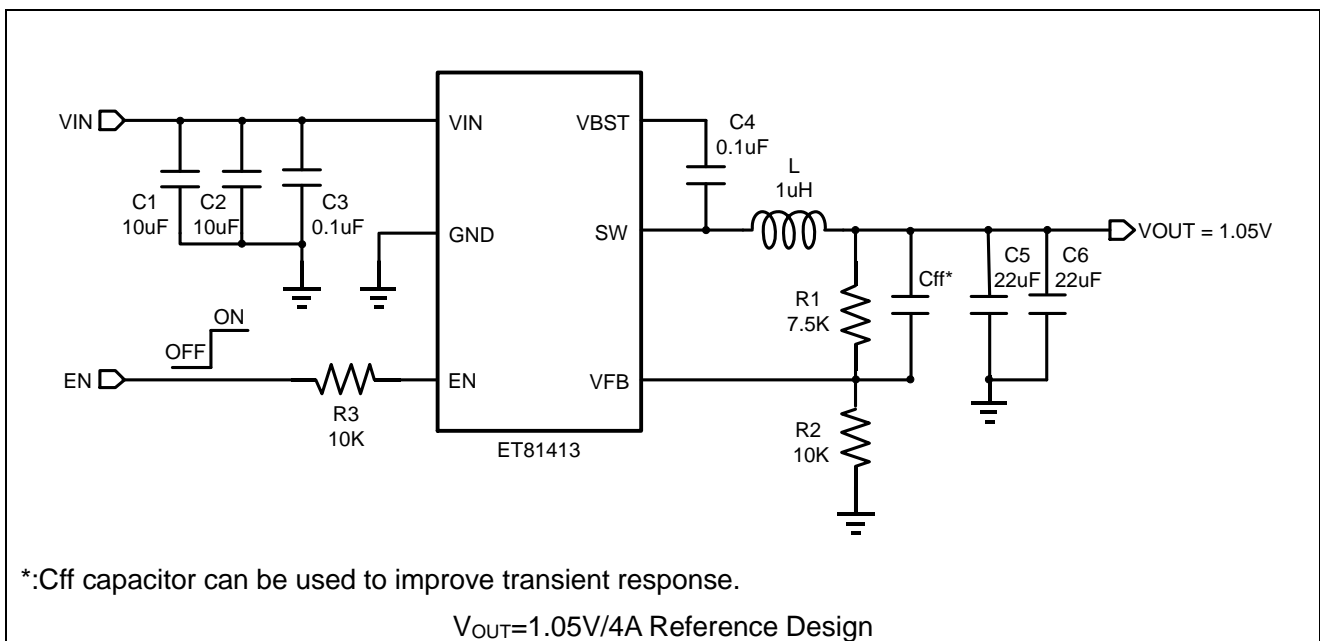 VIN
VIN
VBST
C4
0.1uF
L
1uH
C1
10uF
C2
10uF
C3
0.1uF
GND
SW
VOUT = 1.05V
Cff*
C5
22uF
C6
22uF
R1
7.5K
ON
OFF
EN
EN
VFB
R3
10K
R2
10K
ET81413
*:Cff capacitor can be used to improve transient response.
VOUT=1.05V/4A Reference Design